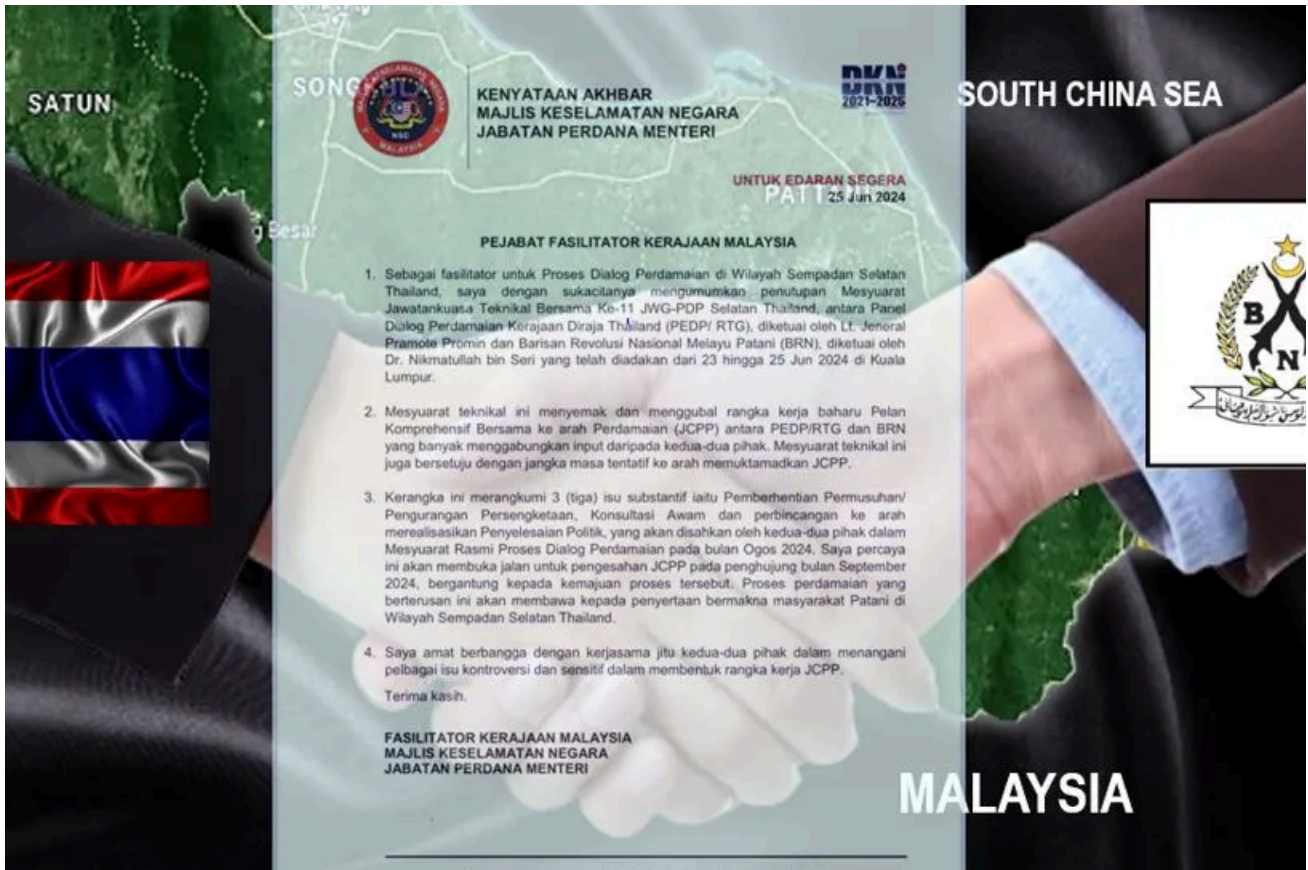 SATUN
SONG
SOUTH CHINA SEA
MAJLIS KESELAMATAN NEGARA
NSC
MALAYSIA
KENYATAAN AKHBAR
MAJLIS KESELAMATAN NEGARA
JABATAN PERDANA MENTERI
DKN
2021-2025
UNTUK EDARAN SEGERA
PATT
25 Jun 2024
g Besar
PEJABAT FASILITATOR KERAJAAN MALAYSIA
1. Sebagai fasilitator untuk Proses Dialog Perdamaian di Wilayah Sempadan Selatan
Thailand, saya dengan sukacitanya mengumumkan penutupan Mesyuarat
Jawatankuasa Teknikal Bersama Ke-11 JWG-PDP Selatan Thailand, antara Panel
Dialog Perdamaian Kerajaan Diraja Thailand (PEDP/ RTG), diketuai oleh Lt. Jeneral
Pramote Promin dan Barisan Revolusi Nasional Melayu Patani (BRN), diketuai oleh
Dr. Nikmatullah bin Seri yang telah diadakan dari 23 hingga 25 Jun 2024 di Kuala
Lumpur.
2. Mesyuarat teknikal ini menyemak dan menggubal rangka kerja baharu Pelan
Komprehensif Bersama ke arah Perdamaian (JCPP) antara PEDP/RTG dan BRN
yang banyak menggabungkan input daripada kedua-dua pihak. Mesyuarat teknikal ini
juga bersetuju dengan jangka masa tentatif ke arah memuktamadkan JCPP.
3. Kerangka ini merangkumi 3 (tiga) isu substantif iaitu Pemberhentian Permusuhan/
Pengurangan Persengketaan, Konsultasi Awam dan perbincangan ke arah
merealisasikan Penyelesaian Politik, yang akan disahkan oleh kedua-dua pihak dalam
Mesyuarat Rasmi Proses Dialog Perdamaian pada bulan Ogos 2024. Saya percaya
ini akan membuka jalan untuk pengesahan JCPP pada penghujung bulan September
2024, bergantung kepada kemajuan proses tersebut. Proses perdamaian yang
berterusan ini akan membawa kepada penyertaan bermakna masyarakat Patani di
Wilayah Sempadan Selatan Thailand.
4. Saya amat berbangga dengan kerjasama jitu kedua-dua pihak dalam menangani
pelbagai isu kontroversi dan sensitif dalam membentuk rangka kerja JCPP.
Terima kasih.
FASILITATOR KERAJAAN MALAYSIA
MAJLIS KESELAMATAN NEGARA
JABATAN PERDANA MENTERI
B
N
MALAYSIA